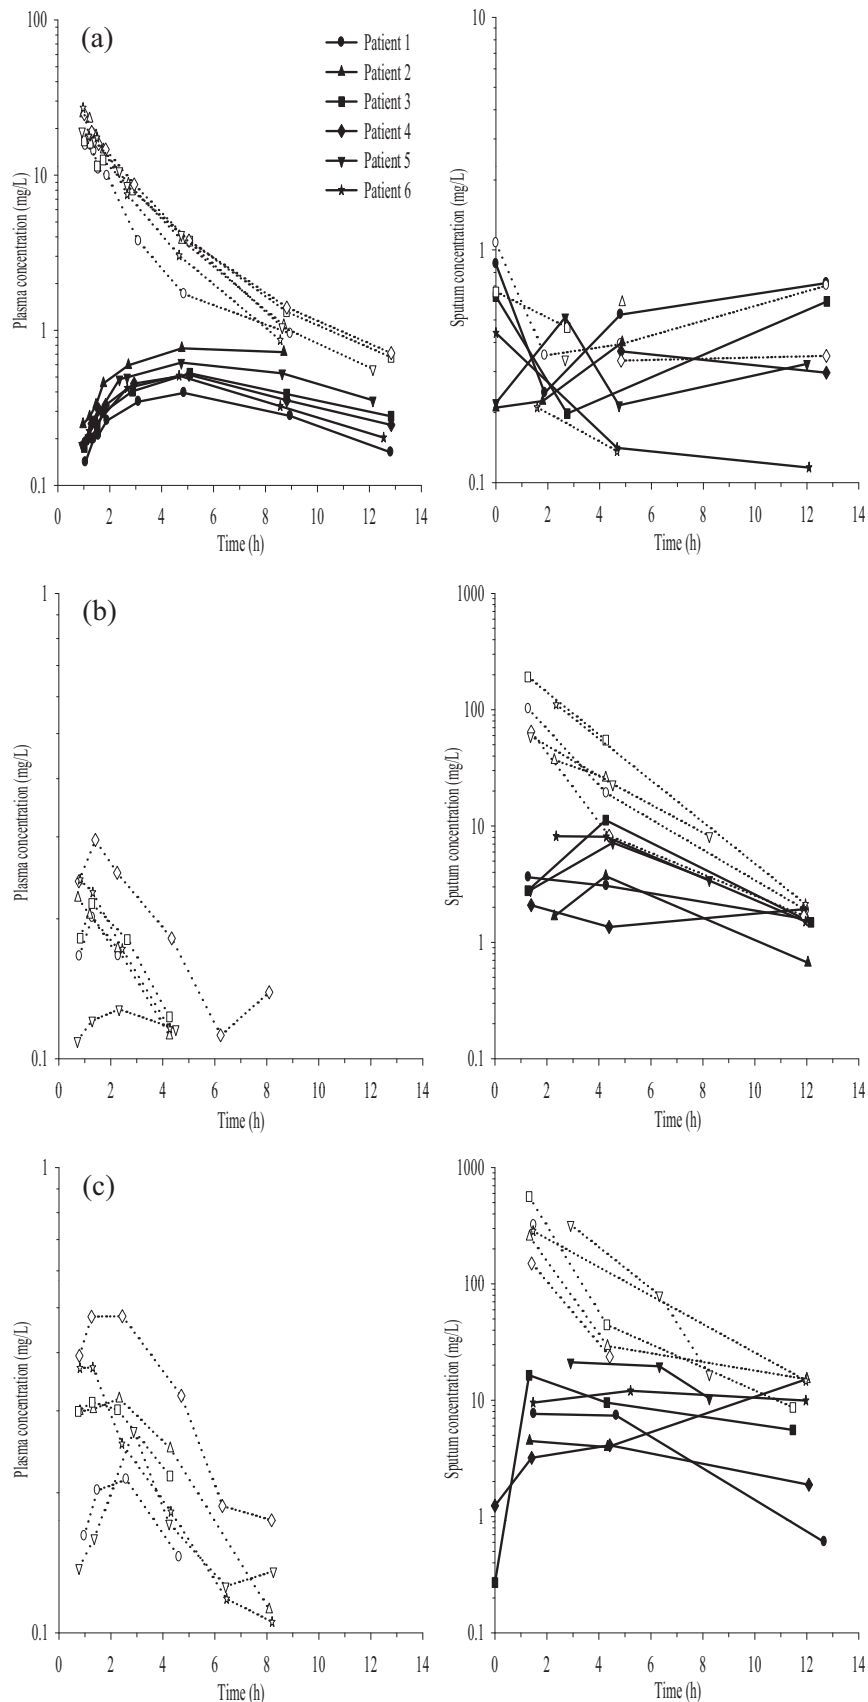 (a)
Patient 1
Patient 2
Patient 3
Patient 4
Patient 5
Patient 6
Plasma concentration (mg/L)
100
10
1
0.1
0 2 4 6 8 10 12 14
Time (h)
Sputum concentration (mg/L)
10
1
0.1
0 2 4 6 8 10 12 14
Time (h)
(b)
Plasma concentration (mg/L)
1
0.1
0 2 4 6 8 10 12 14
Time (h)
Sputum concentration (mg/L)
1000
100
10
1
0.1
0 2 4 6 8 10 12 14
Time (h)
(c)
Plasma concentration (mg/L)
1
0.1
0 2 4 6 8 10 12 14
Time (h)
Sputum concentration (mg/L)
1000
100
10
1
0.1
0 2 4 6 8 10 12 14
Time (h)